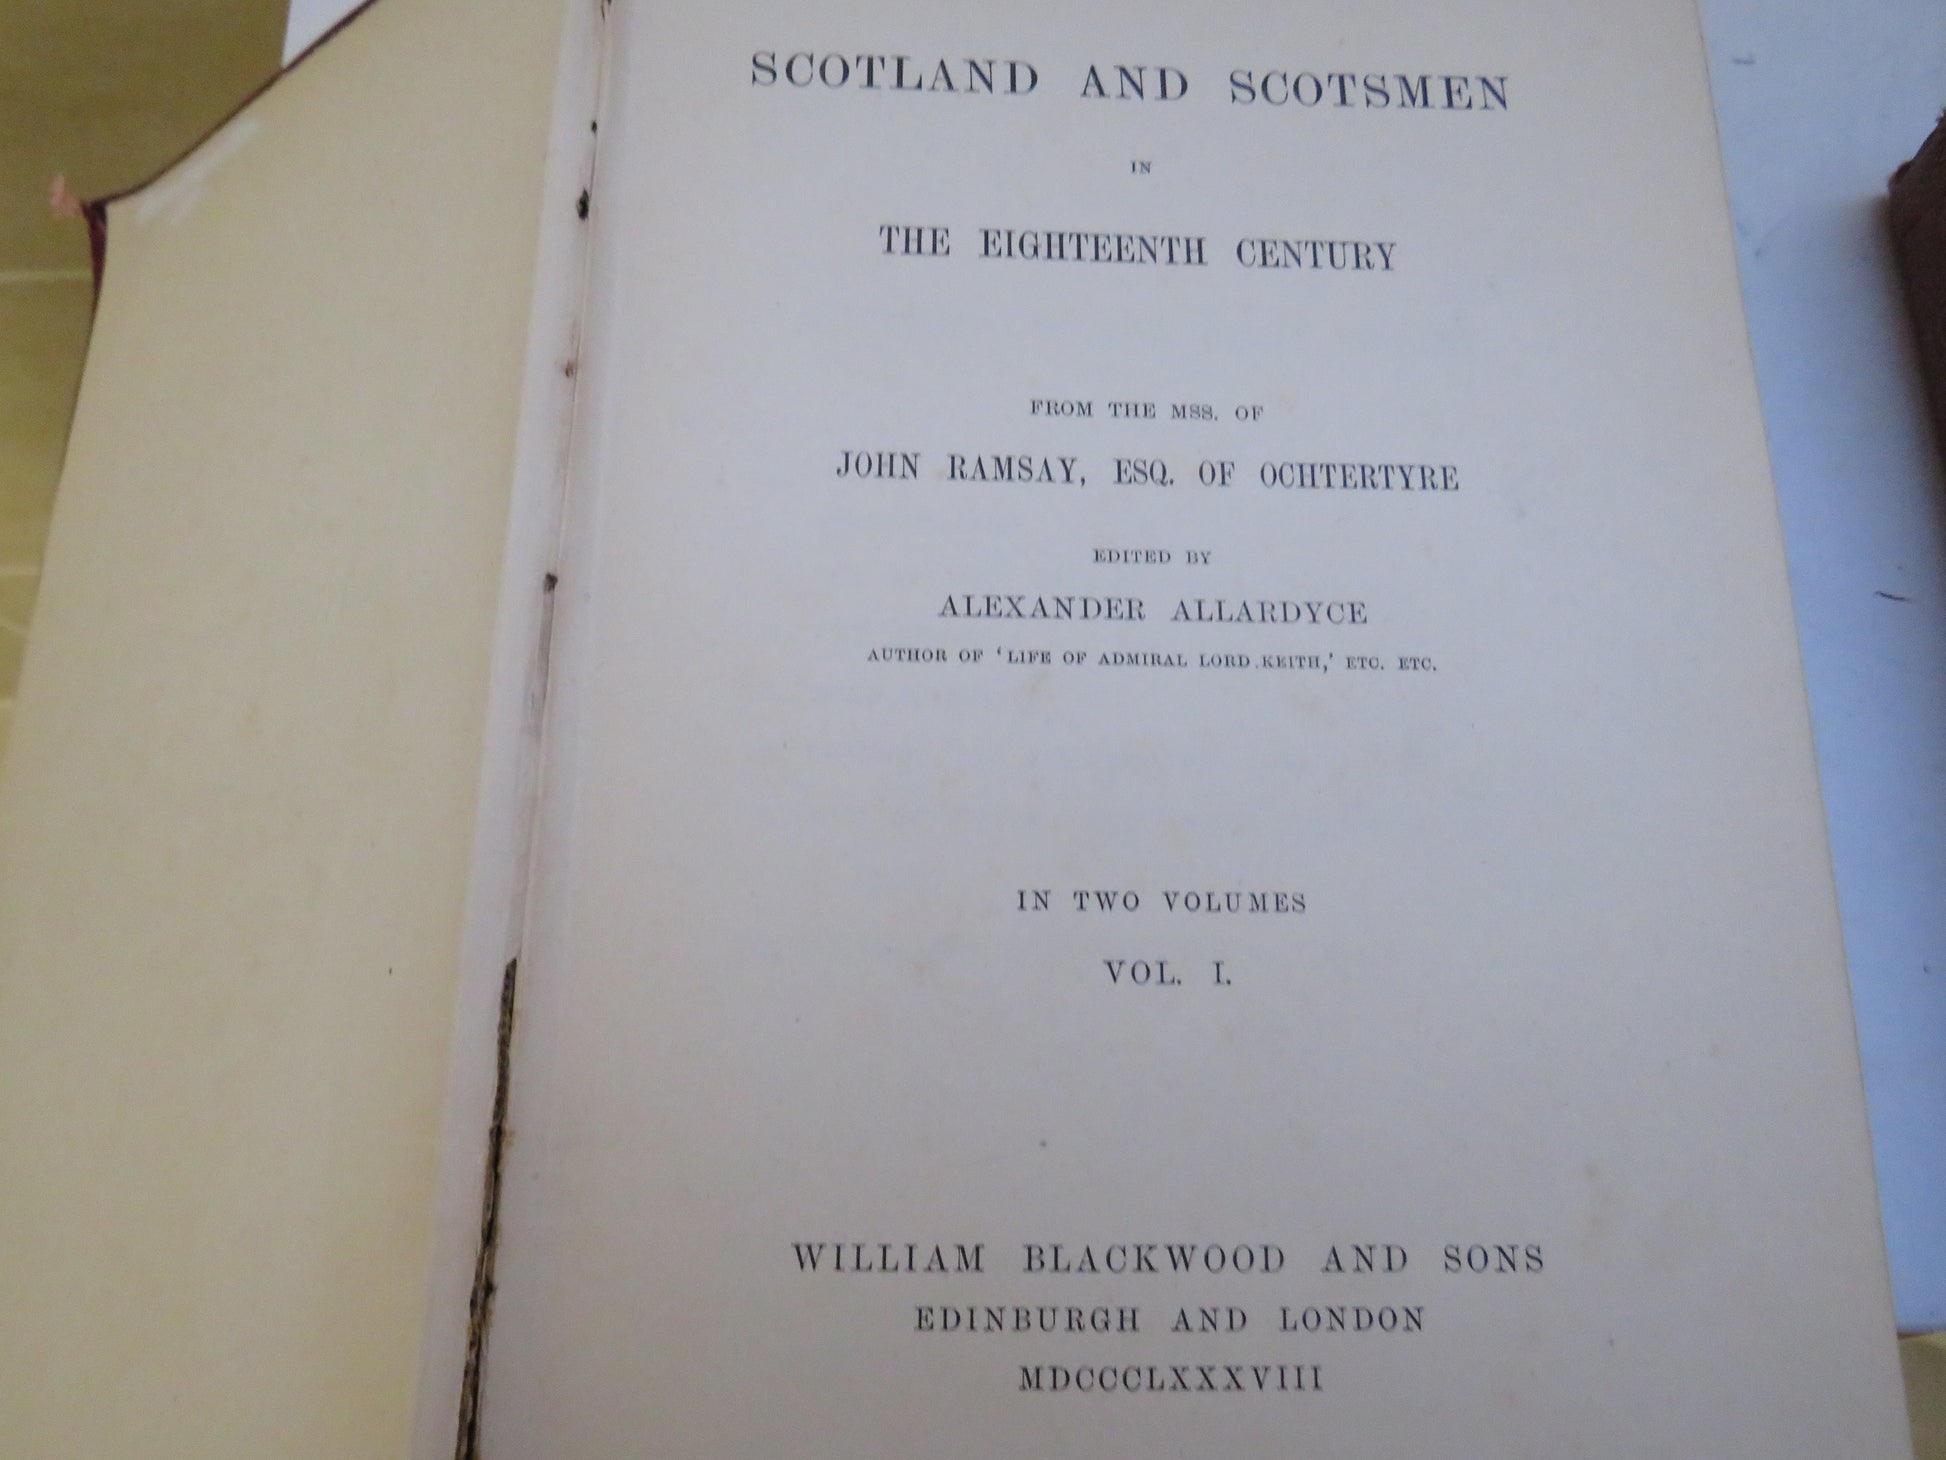 SCOTLAND AND SCOTSMEN
IN
THE EIGHTEENTH CENTURY
FROM THE MSS. OF
JOHN RAMSAY, ESQ. OF OCHTERTYRE
EDITED BY
ALEXANDER ALLARDYCE
AUTHOR OF ‘LIFE OF ADMIRAL LORD KEITH,’ ETC. ETC.
IN TWO VOLUMES
VOL. I.
WILLIAM BLACKWOOD AND SONS
EDINBURGH AND LONDON
MDCCCLXXXVIII